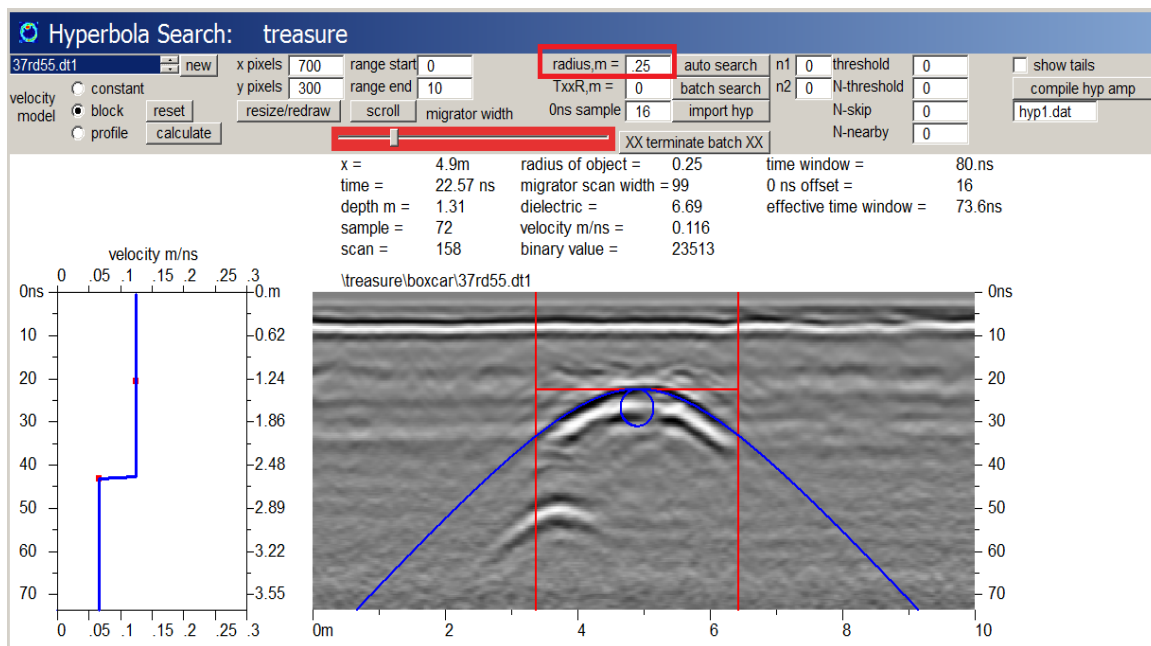 Hyperbola Search: treasure
37rd55.dt1 new x pixels 700 range start 0 radius,m = .25 auto search n1 0 threshold 0 show tails
velocity model constant y pixels 300 range end 10 TxxR,m = 0 batch search n2 0 N-threshold 0 compile hyp amp
block reset resize/redraw scroll migrator width 0ns sample 16 import hyp N-skip 0 hyp1.dat
profile calculate XX terminate batch XX N-nearby 0
x = 4.9m radius of object = 0.25 time window = 80.ns
time = 22.57 ns migrator scan width = 99 0 ns offset = 16
depth m = 1.31 dielectric = 6.69 effective time window = 73.6ns
sample = 72 velocity m/ns = 0.116
scan = 158 binary value = 23513
velocity m/ns
0 .05 .1 .15 .2 .25 .3 \treasure\boxcar\37rd55.dt1
0ns 0.m 0ns
10 0.62 10
20 1.24 20
30 1.86 30
40 2.48 40
50 2.89 50
60 3.22 60
70 3.55 70
0 .05 .1 .15 .2 .25 .3 0m 2 4 6 8 10